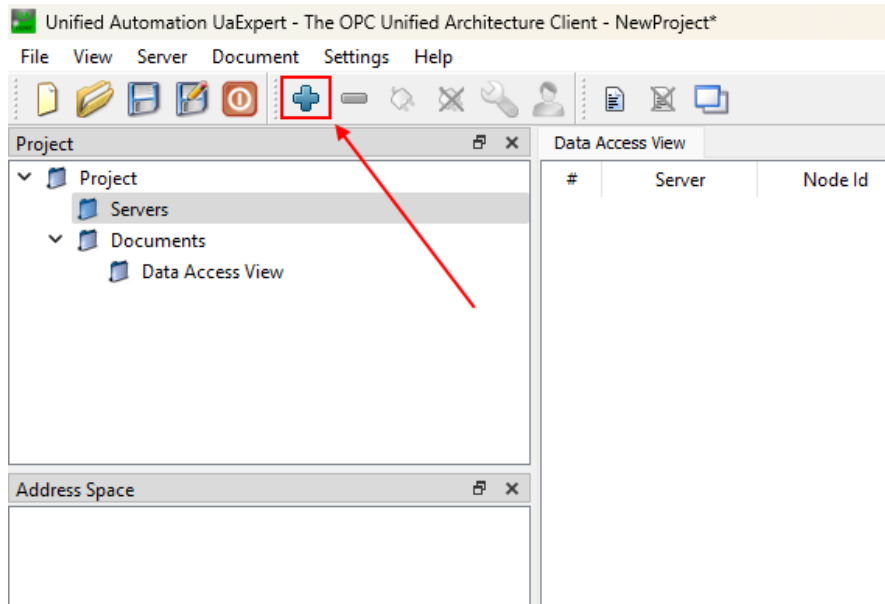 Unified Automation UaExpert - The OPC Unified Architecture Client - NewProject*
File View Server Document Settings Help
Project
Data Access View
# Server Node Id
Project
Servers
Documents
Data Access View
Address Space